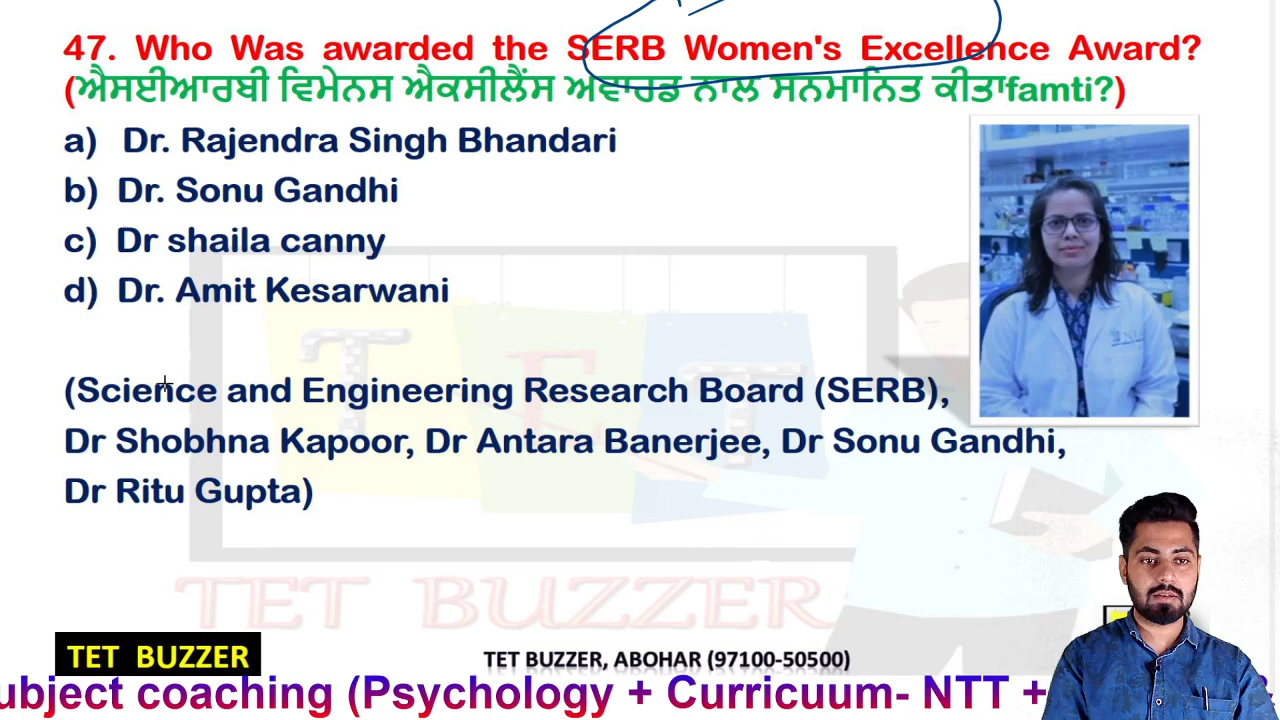 47. Who Was awarded the SERB Women's Excellence Award?
(ਐਸਈਆਰਬੀ ਵਿਮੇਨਸ ਐਕਸੀਲੈਂਸ ਅਵਾਰਡ ਨਾਲ ਸਨਮਾਨਿਤ ਕੀਤਾfamti?)
a) Dr. Rajendra Singh Bhandari
b) Dr. Sonu Gandhi
c) Dr shaila canny
d) Dr. Amit Kesarwani
(Science and Engineering Research Board (SERB),
Dr Shobhna Kapoor, Dr Antara Banerjee, Dr Sonu Gandhi,
Dr Ritu Gupta)
TET
TET BUZZER
TET BUZZER
TET BUZZER, ABOHAR (97100-50500)
ubject coaching (Psychology + Curricuum- NTT +